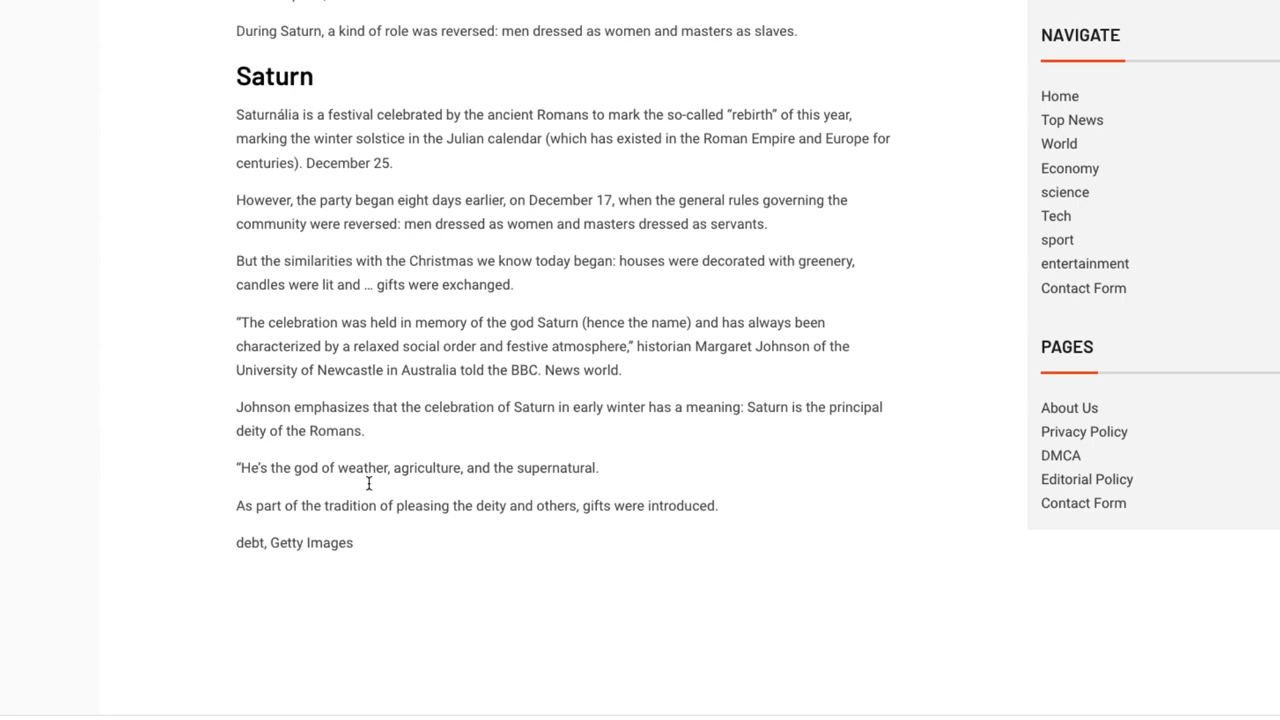 During Saturn, a kind of role was reversed: men dressed as women and masters as slaves.
Saturn
Saturnália is a festival celebrated by the ancient Romans to mark the so-called “rebirth” of this year,
marking the winter solstice in the Julian calendar (which has existed in the Roman Empire and Europe for
centuries). December 25.
However, the party began eight days earlier, on December 17, when the general rules governing the
community were reversed: men dressed as women and masters dressed as servants.
But the similarities with the Christmas we know today began: houses were decorated with greenery,
candles were lit and … gifts were exchanged.
“The celebration was held in memory of the god Saturn (hence the name) and has always been
characterized by a relaxed social order and festive atmosphere,” historian Margaret Johnson of the
University of Newcastle in Australia told the BBC. News world.
Johnson emphasizes that the celebration of Saturn in early winter has a meaning: Saturn is the principal
deity of the Romans.
“He’s the god of weather, agriculture, and the supernatural.
As part of the tradition of pleasing the deity and others, gifts were introduced.
debt, Getty Images
NAVIGATE
Home
Top News
World
Economy
science
Tech
sport
entertainment
Contact Form
PAGES
About Us
Privacy Policy
DMCA
Editorial Policy
Contact Form